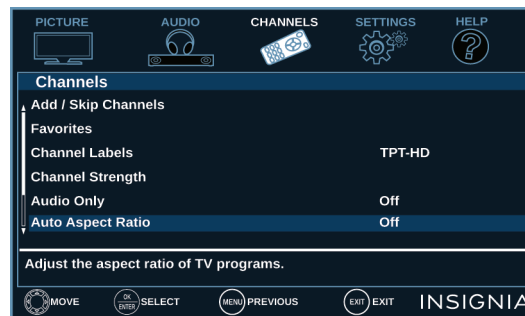 PICTURE AUDIO CHANNELS SETTINGS HELP
Channels
Add / Skip Channels
Favorites
Channel Labels TPT-HD
Channel Strength
Audio Only Off
Auto Aspect Ratio Off
Adjust the aspect ratio of TV programs.
MOVE OK ENTER SELECT MENU PREVIOUS EXIT EXIT INSIGNIA